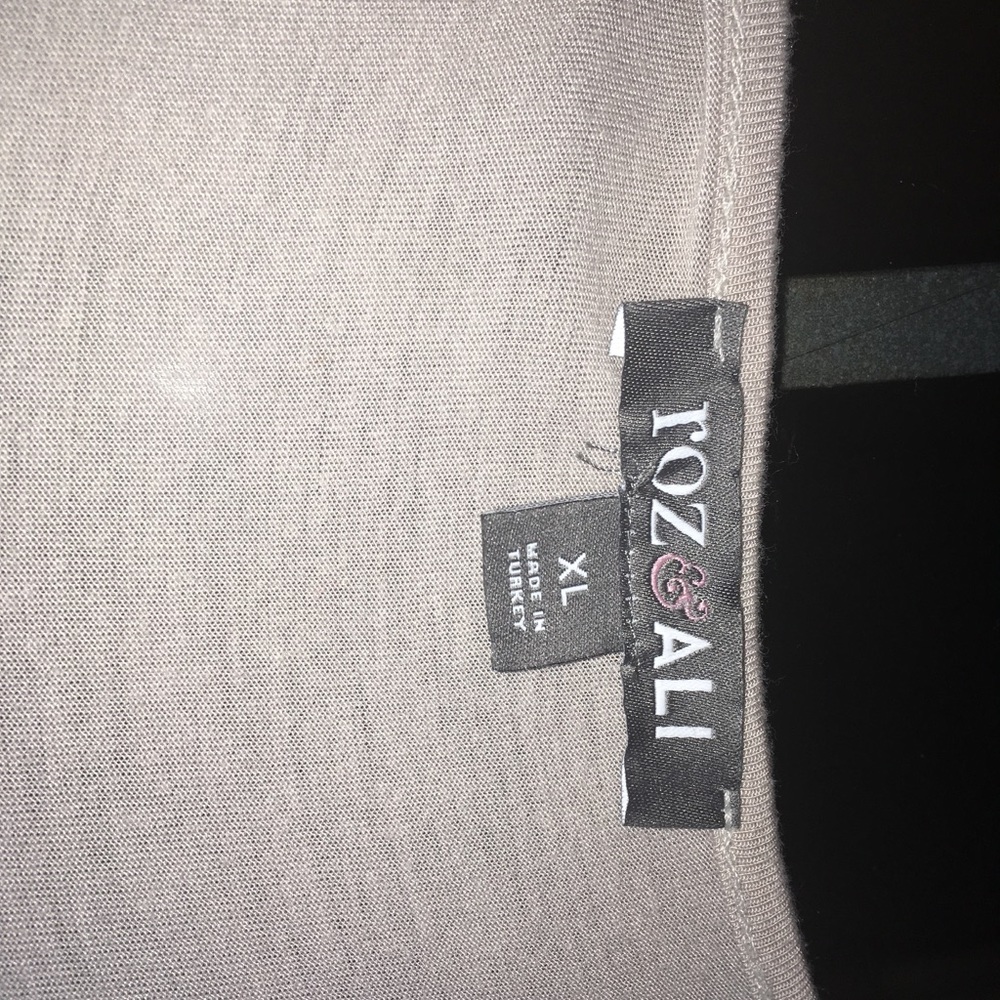 rOZ & ALI
XL
MADE IN
TURKEY